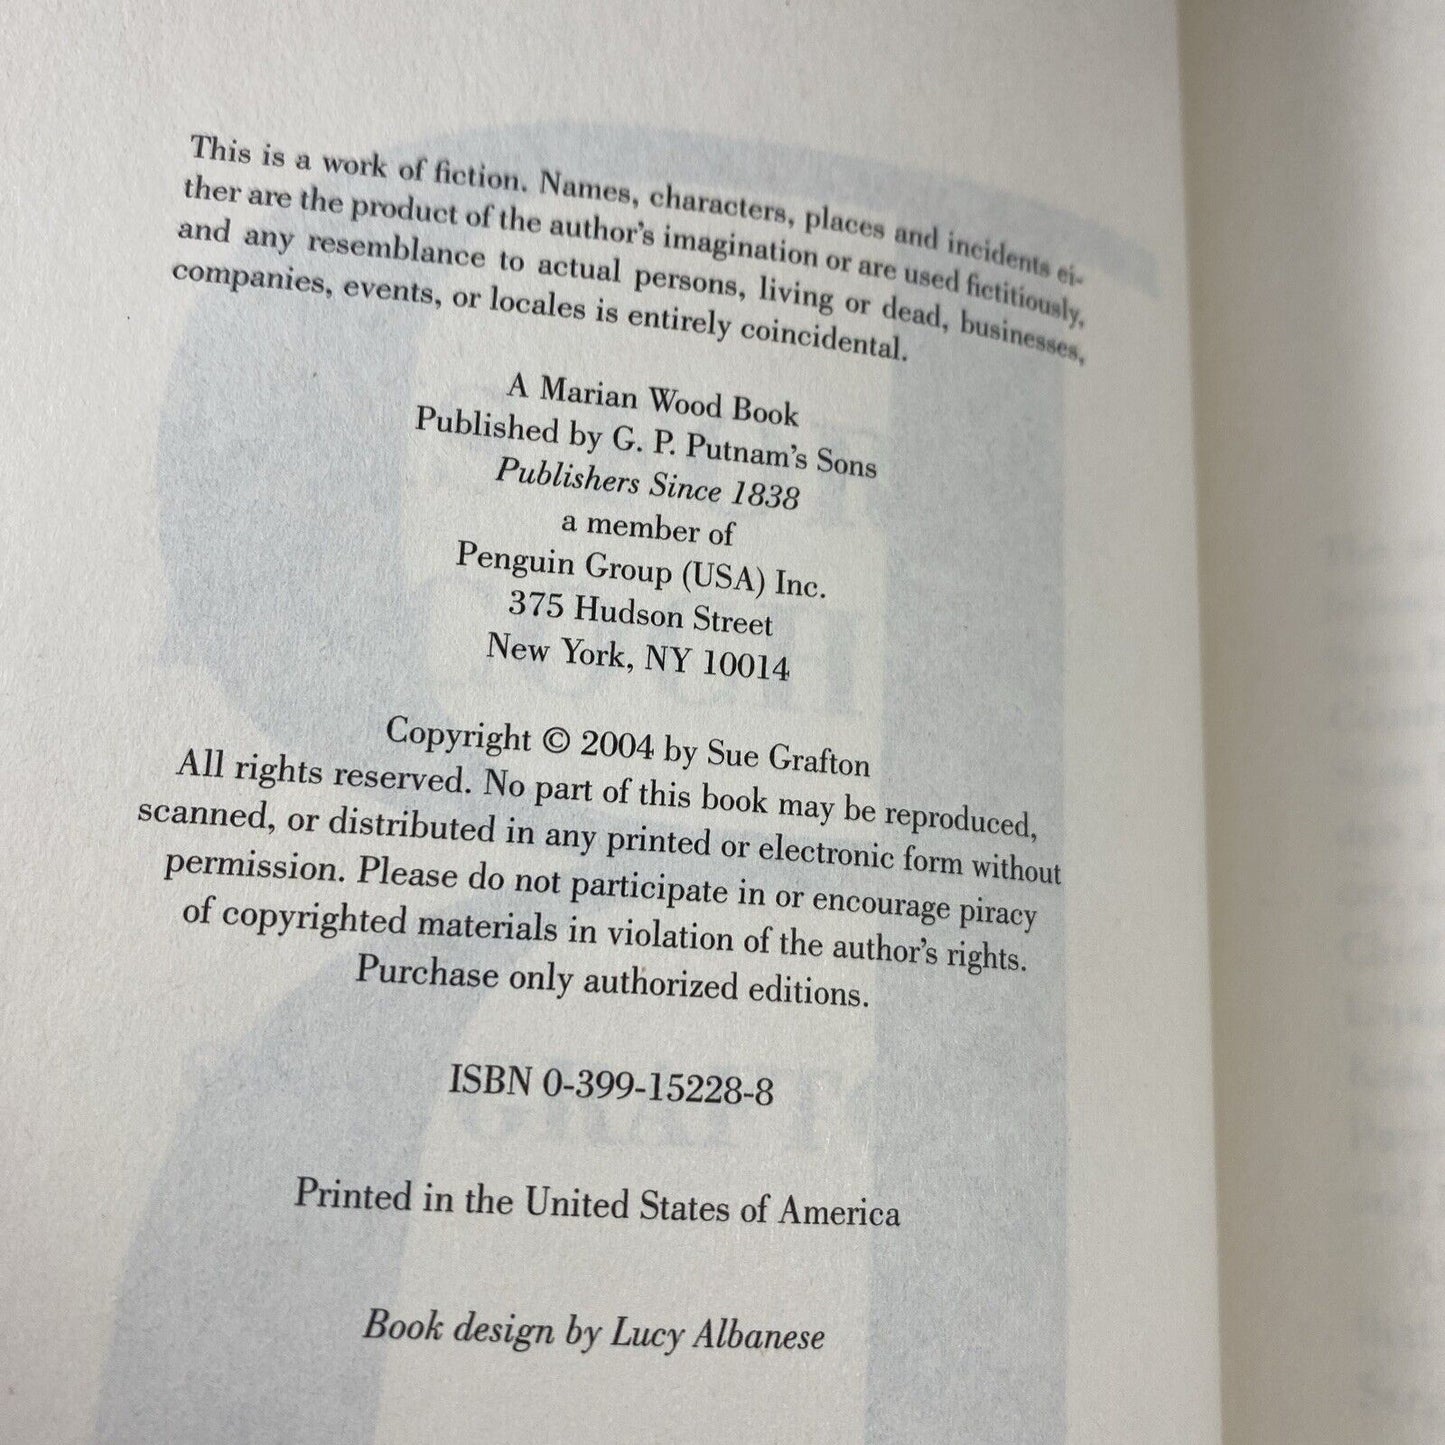 This is a work of fiction. Names, characters, places and incidents ei-
ther are the product of the author's imagination or are used fictitiously,
and any resemblance to actual persons, living or dead, businesses,
companies, events, or locales is entirely coincidental.
A Marian Wood Book
Published by G. P. Putnam's Sons
Publishers Since 1838
a member of
Penguin Group (USA) Inc.
375 Hudson Street
New York, NY 10014
Copyright © 2004 by Sue Grafton
All rights reserved. No part of this book may be reproduced,
scanned, or distributed in any printed or electronic form without
permission. Please do not participate in or encourage piracy
of copyrighted materials in violation of the author's rights.
Purchase only authorized editions.
ISBN 0-399-15228-8
Printed in the United States of America
Book design by Lucy Albanese